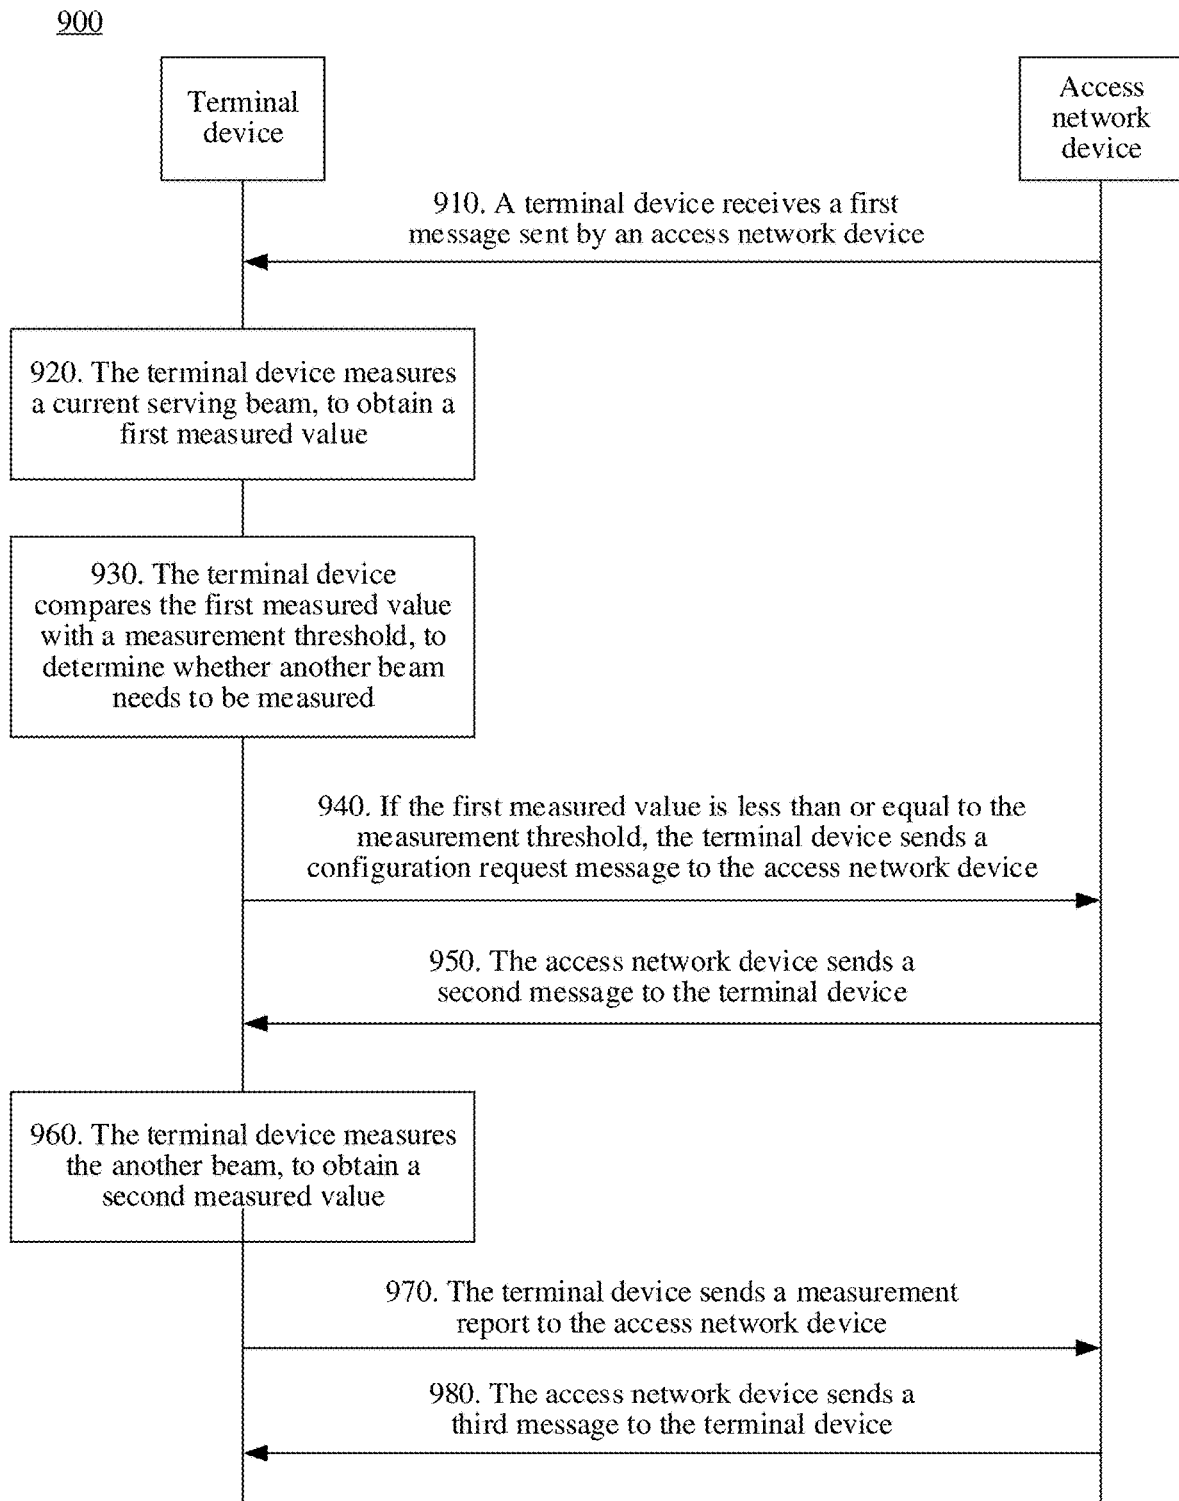 900
Terminal
device
Access
network
device
910. A terminal device receives a first
message sent by an access network device
920. The terminal device measures
a current serving beam, to obtain a
first measured value
930. The terminal device
compares the first measured value
with a measurement threshold, to
determine whether another beam
needs to be measured
940. If the first measured value is less than or equal to the
measurement threshold, the terminal device sends a
configuration request message to the access network device
950. The access network device sends a
second message to the terminal device
960. The terminal device measures
the another beam, to obtain a
second measured value
970. The terminal device sends a measurement
report to the access network device
980. The access network device sends a
third message to the terminal device